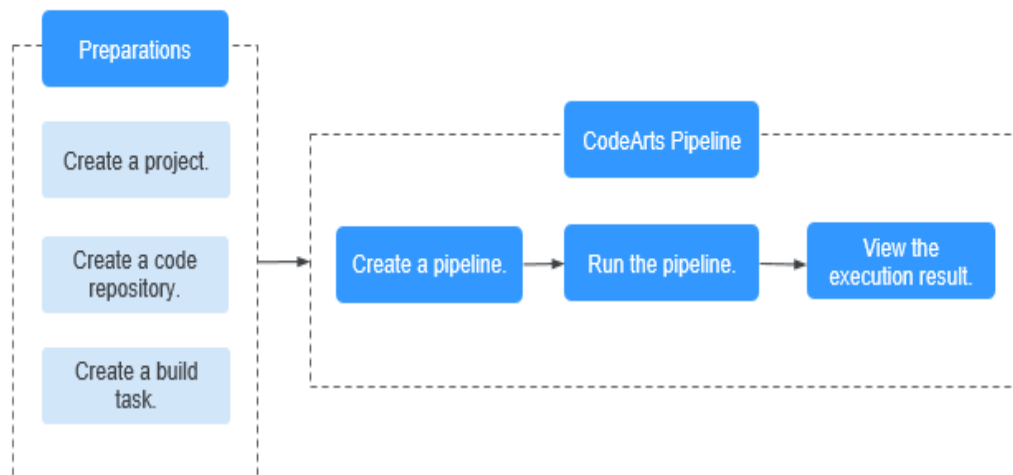 Preparations
Create a project.
Create a code
repository.
Create a build
task.
CodeArts Pipeline
Create a pipeline.
Run the pipeline.
View the
execution result.